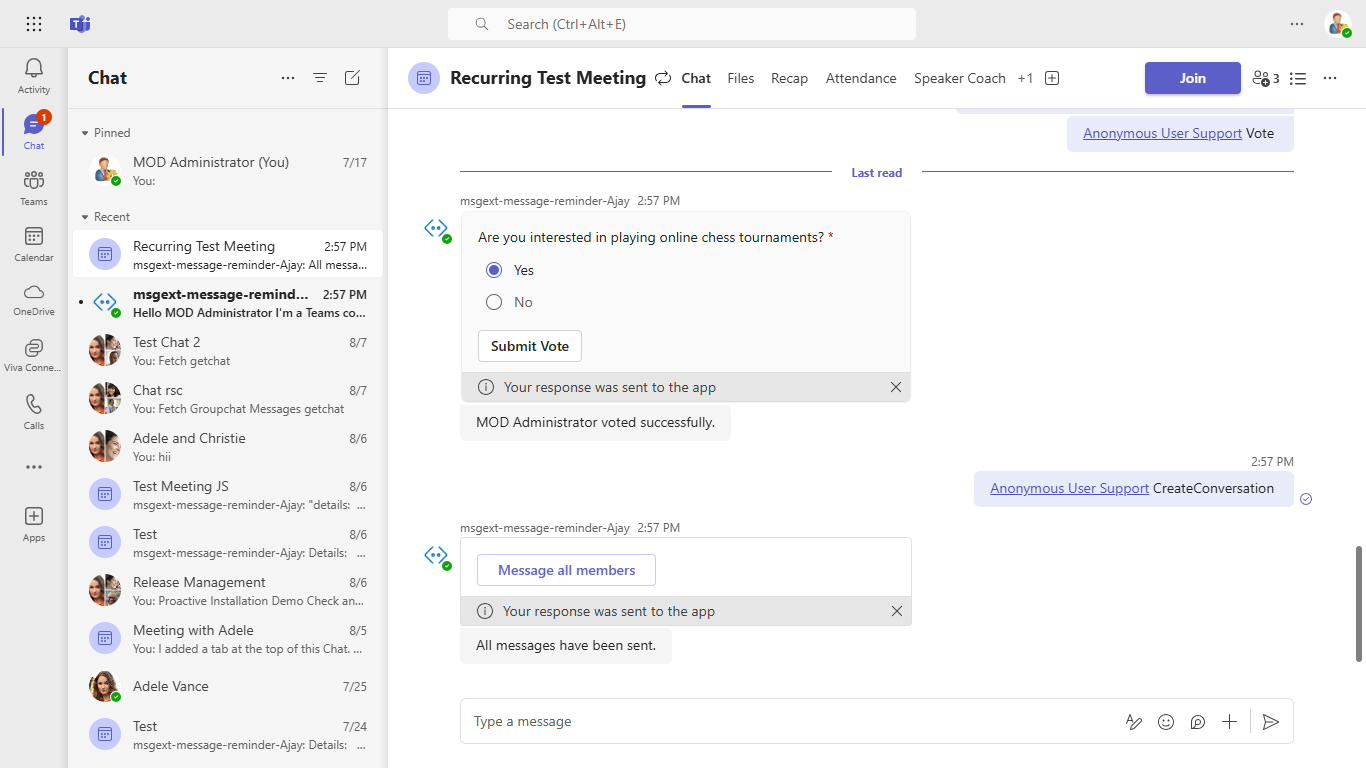 Search (Ctrl+Alt+E)
Activity
1
Chat
Teams
Calendar
OneDrive
Viva Conne...
Calls
Apps
Chat
Pinned
MOD Administrator (You) 7/17
You:
Recent
Recurring Test Meeting 2:57 PM
msgext-message-reminder-Ajay: All messa...
msgext-message-remind... 2:57 PM
Hello MOD Administrator I'm a Teams co...
Test Chat 2 8/7
You: Fetch getchat
Chat rsc 8/7
You: Fetch Groupchat Messages getchat
Adele and Christie 8/6
You: hii
Test Meeting JS 8/6
msgext-message-reminder-Ajay: "details: ...
Test 8/6
msgext-message-reminder-Ajay: Details: ...
Release Management 8/6
You: Proactive Installation Demo Check an...
Meeting with Adele 8/5
You: I added a tab at the top of this Chat. ...
Adele Vance 7/25
Test 7/24
msgext-message-reminder-Ajay: Details: ...
Recurring Test Meeting Chat Files Recap Attendance Speaker Coach +1 Join 3
Anonymous User Support Vote
Last read
msgext-message-reminder-Ajay 2:57 PM
Are you interested in playing online chess tournaments? *
Yes
No
Submit Vote
Your response was sent to the app
MOD Administrator voted successfully.
2:57 PM
Anonymous User Support CreateConversation
msgext-message-reminder-Ajay 2:57 PM
Message all members
Your response was sent to the app
All messages have been sent.
Type a message